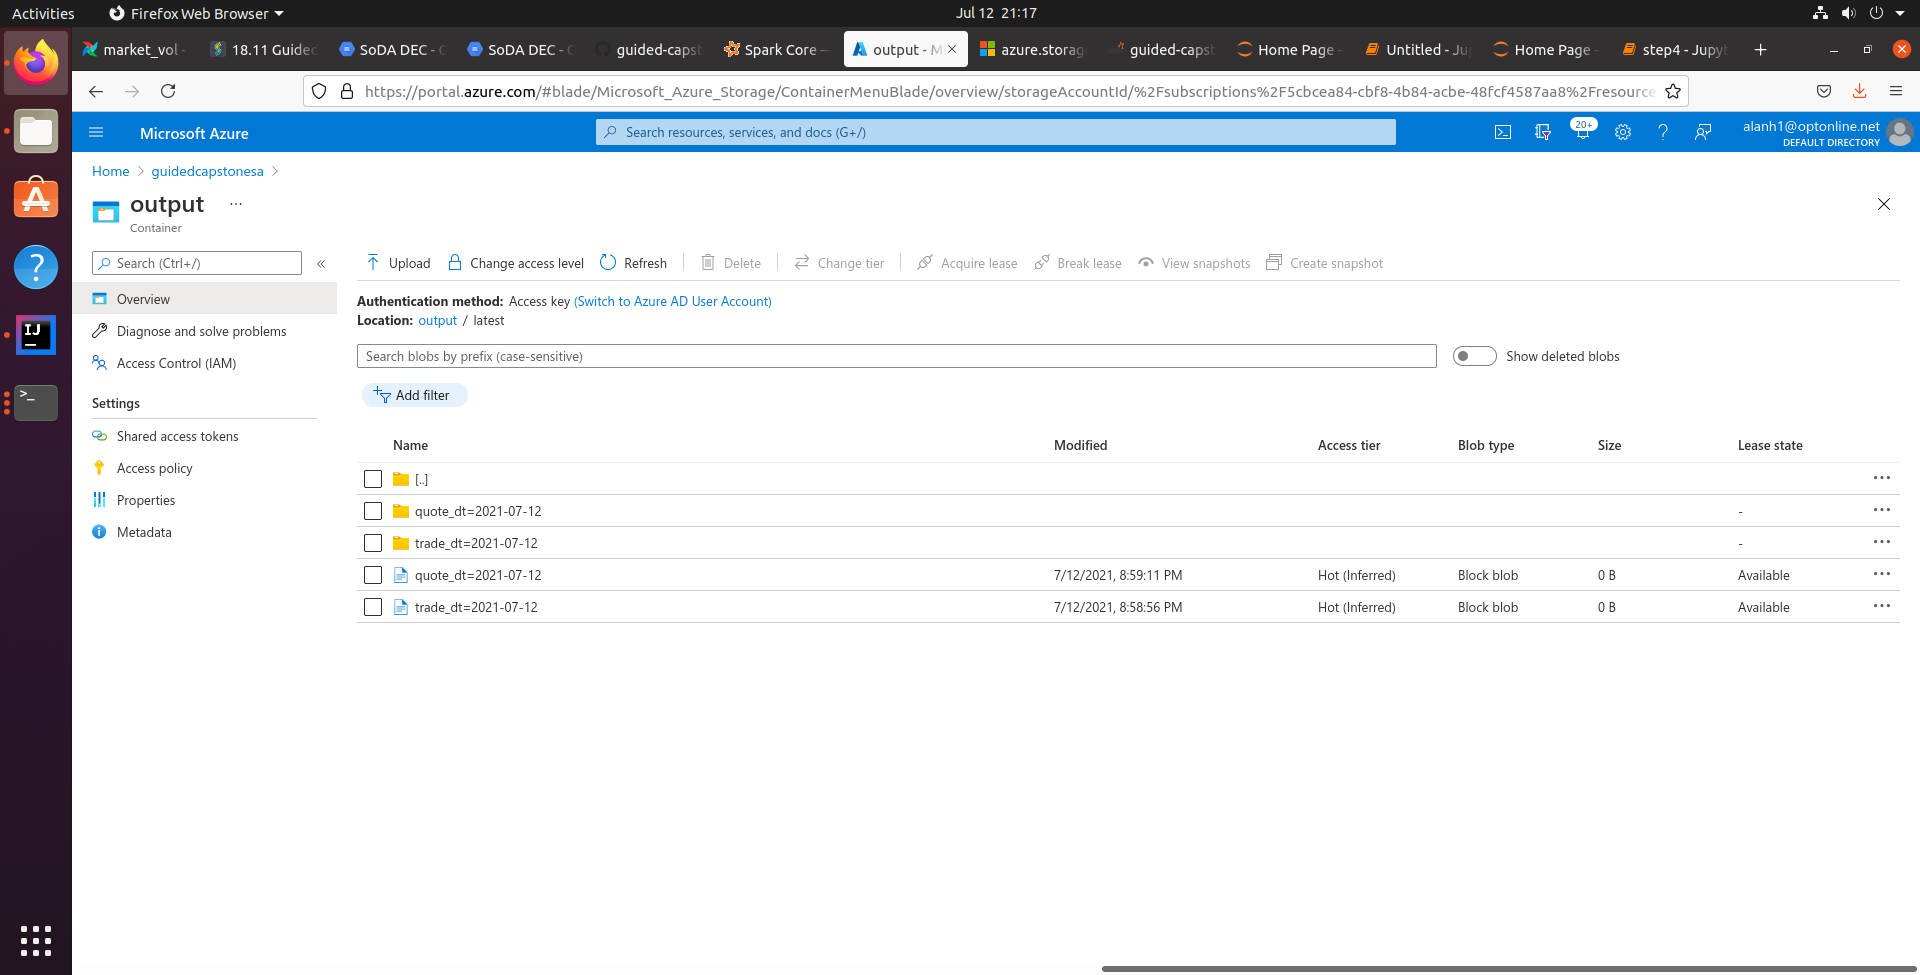 Activities Firefox Web Browser Jul 12 21:17
market_vol - 18.11 Guided SoDA DEC - C SoDA DEC - C guided-capst Spark Core — output - M azure.storag guided-capst Home Page - Untitled - Ju Home Page - step4 - Jupyt
https://portal.azure.com/#blade/Microsoft_Azure_Storage/ContainerMenuBlade/overview/storageAccountId/%2Fsubscriptions%2F5cbcea84-cbf8-4b84-acbe-48fcf4587aa8%2Fresource
Microsoft Azure Search resources, services, and docs (G+/) 20+ alanh1@optonline.net
DEFAULT DIRECTORY
Home > guidedcapstonesa >
output ...
Container
Search (Ctrl+/) « Upload Change access level Refresh Delete Change tier Acquire lease Break lease View snapshots Create snapshot
Overview
Diagnose and solve problems
Access Control (IAM)
Settings
Shared access tokens
Access policy
Properties
Metadata
Authentication method: Access key (Switch to Azure AD User Account)
Location: output / latest
Search blobs by prefix (case-sensitive) Show deleted blobs
Add filter
Name Modified Access tier Blob type Size Lease state
[..]
quote_dt=2021-07-12 -
trade_dt=2021-07-12 -
quote_dt=2021-07-12 7/12/2021, 8:59:11 PM Hot (Inferred) Block blob 0 B Available
trade_dt=2021-07-12 7/12/2021, 8:58:56 PM Hot (Inferred) Block blob 0 B Available